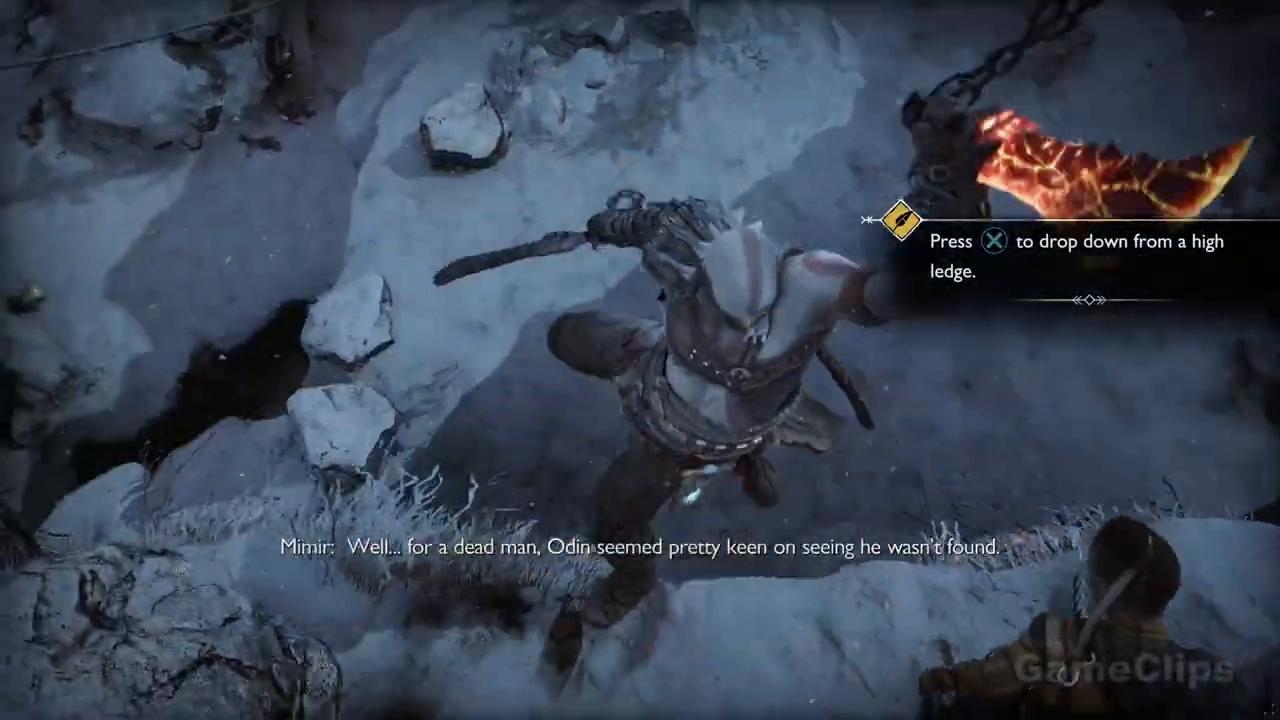 Press ⓧ to drop down from a high
ledge.
Mimir: Well... for a dead man, Odin seemed pretty keen on seeing he wasn't found.
GameClips